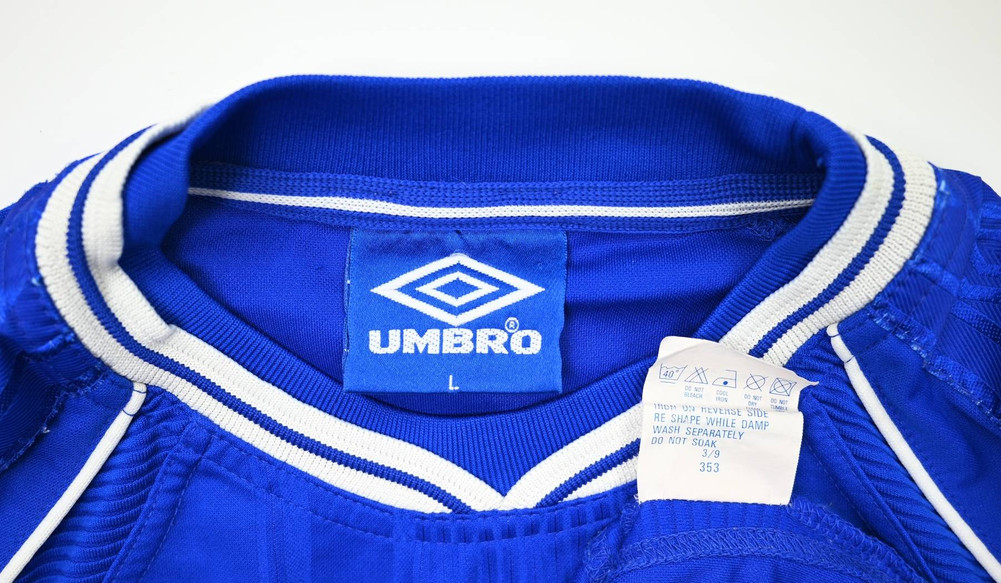 UMBRO®
L
40°
DO NOT BLEACH
COOL IRON
DO NOT DRY
DO NOT TUMBLE
IRON ON REVERSE SIDE
RE SHAPE WHILE DAMP
WASH SEPARATELY
DO NOT SOAK
3/9
353